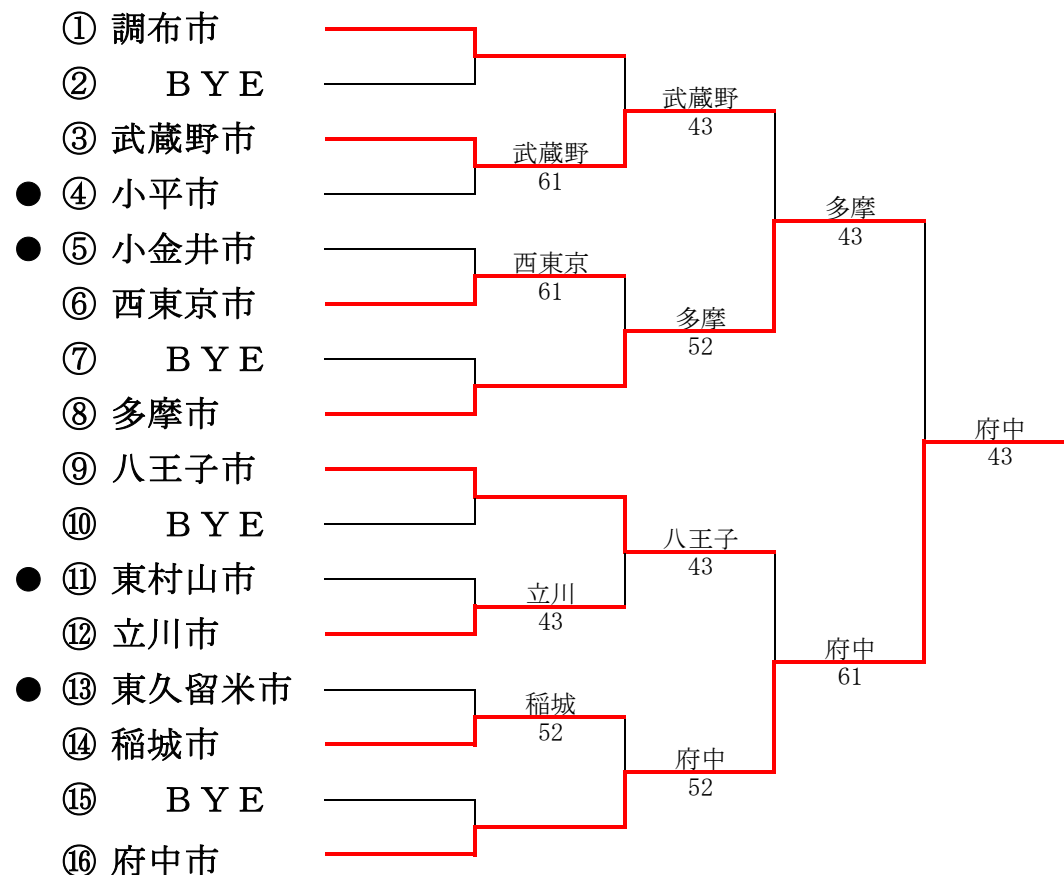 ① 調布市
② ＢＹＥ
武蔵野
43
③ 武蔵野市
武蔵野
61
● ④ 小平市
多摩
43
● ⑤ 小金井市
西東京
61
⑥ 西東京市
多摩
52
⑦ ＢＹＥ
⑧ 多摩市
府中
43
⑨ 八王子市
⑩ ＢＹＥ
八王子
43
● ⑪ 東村山市
立川
43
⑫ 立川市
府中
61
● ⑬ 東久留米市
稲城
52
⑭ 稲城市
府中
52
⑮ ＢＹＥ
⑯ 府中市